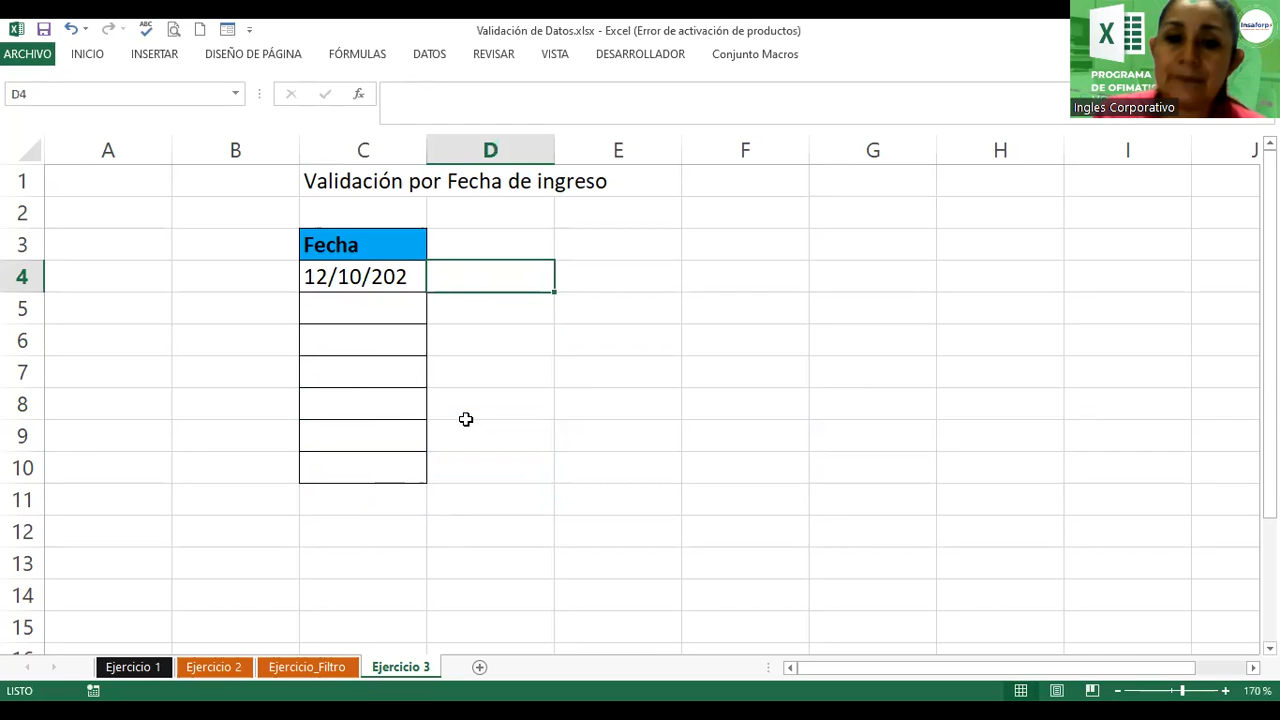 Validación de Datos.xlsx - Excel (Error de activación de productos)
ARCHIVO INICIO INSERTAR DISEÑO DE PÁGINA FÓRMULAS DATOS REVISAR VISTA DESARROLLADOR Conjunto Macros
PROGRAMA
DE OFIMATIC
Insaforp
Ingles Corporativo
D4 fx
A B C D E F G H I J
1 Validación por Fecha de ingreso
2
3 Fecha
4 12/10/202
5
6
7
8
9
10
11
12
13
14
15
Ejercicio 1 Ejercicio 2 Ejercicio_Filtro Ejercicio 3
LISTO 170 %